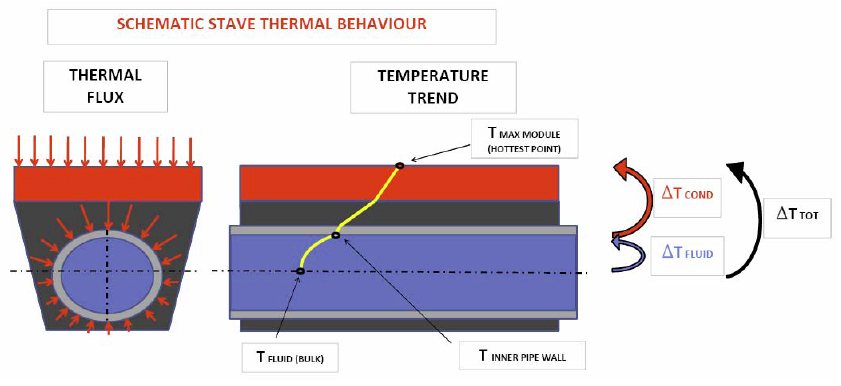 SCHEMATIC STAVE THERMAL BEHAVIOUR
THERMAL
FLUX
TEMPERATURE
TREND
T MAX MODULE
(HOTTEST POINT)
ΔT COND
ΔT TOT
ΔT FLUID
T FLUID (BULK)
T INNER PIPE WALL